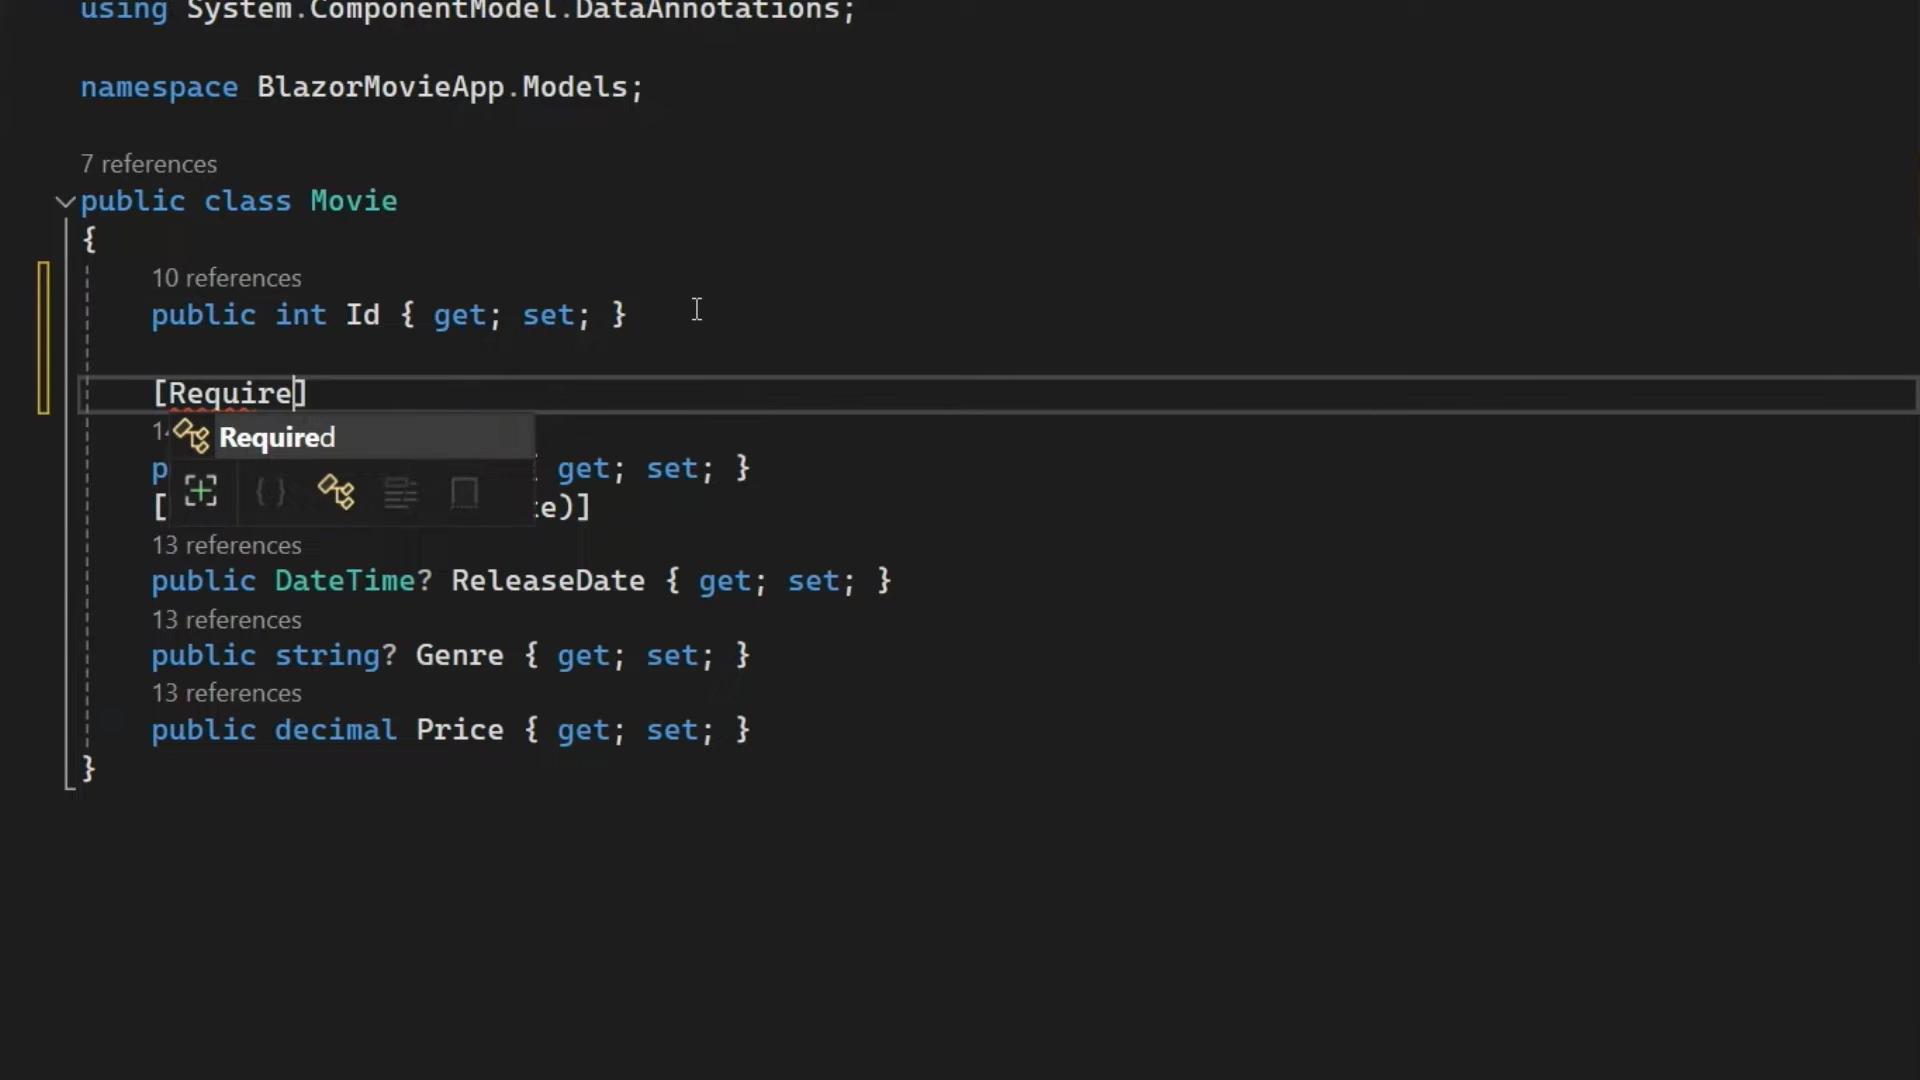 using System.ComponentModel.DataAnnotations;
namespace BlazorMovieApp.Models;
7 references
public class Movie
{
10 references
public int Id { get; set; }
[Require]
Required
get; set; }
[
e)]
13 references
public DateTime? ReleaseDate { get; set; }
13 references
public string? Genre { get; set; }
13 references
public decimal Price { get; set; }
}